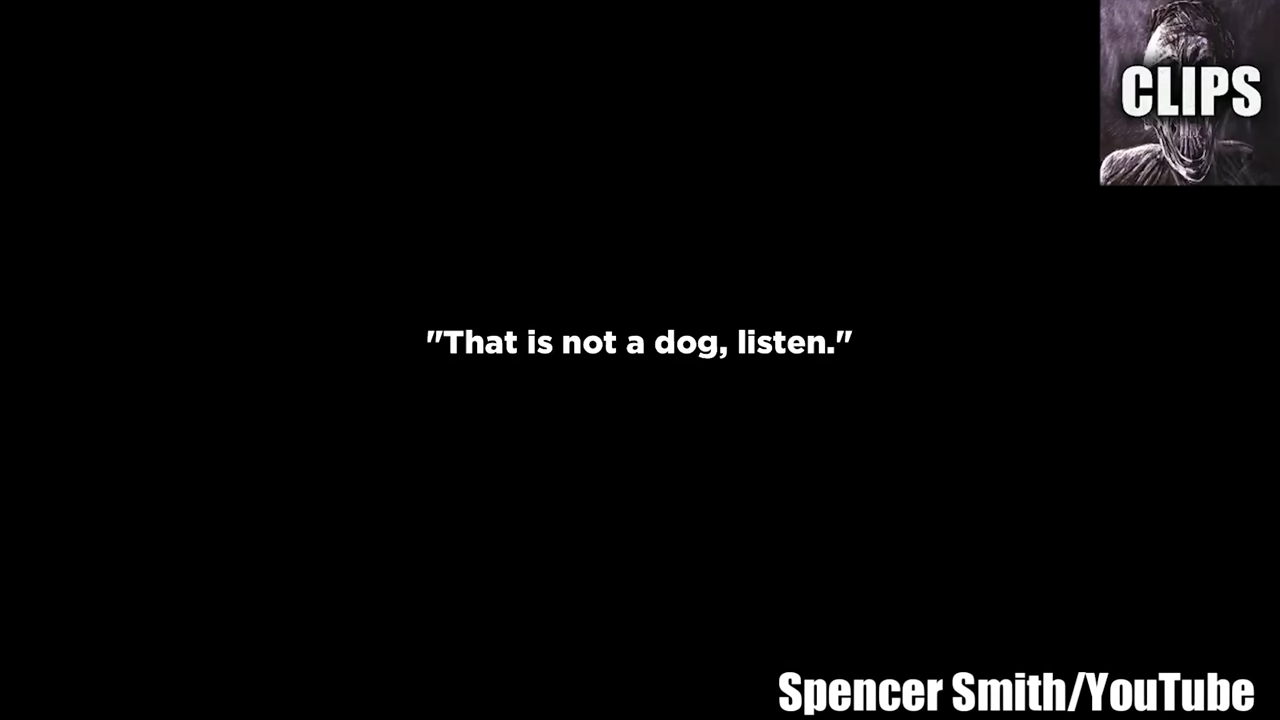 CLIPS
"That is not a dog, listen."
Spencer Smith/YouTube